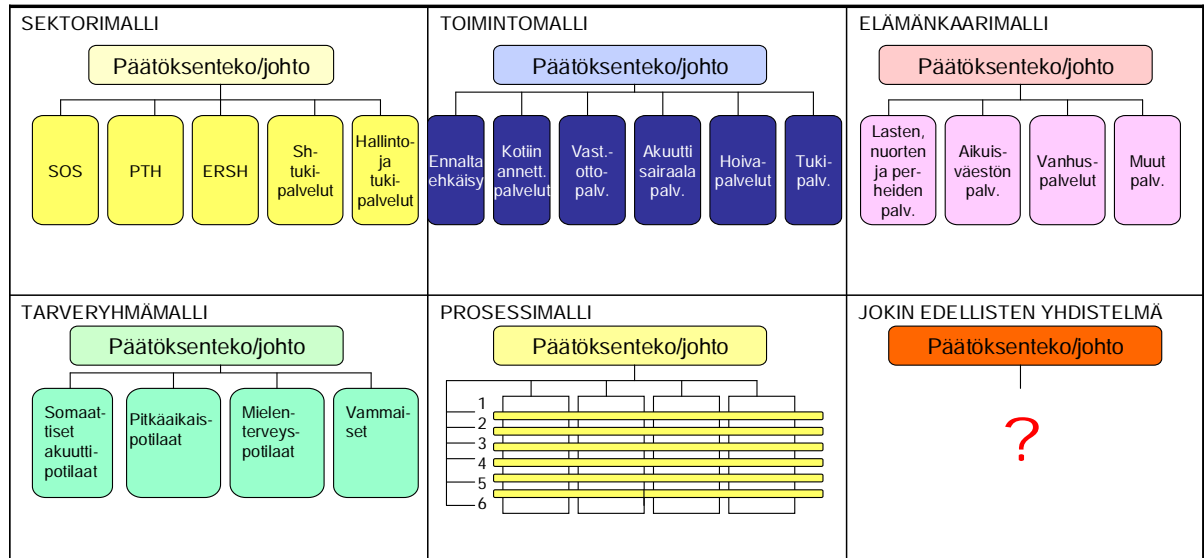 SEKTORIMALLI
Päätöksenteko/johto
SOS
PTH
ERSH
Sh-
tuki-
palvelut
Hallinto-
ja
tuki-
palvelut
TOIMINTOMALLI
Päätöksenteko/johto
Ennalta
ehkäisy
Kotiin
annett.
palvelut
Vast.-
otto-
palv.
Akuutti
sairaala
palv.
Hoiva-
palvelut
Tuki-
palv.
ELÄMÄNKAARIMALLI
Päätöksenteko/johto
Lasten,
nuorten
ja per-
heiden
palv.
Aikuis-
väestön
palv.
Vanhus-
palvelut
Muut
palv.
TARVERYHMÄMALLI
Päätöksenteko/johto
Somaat-
tiset
akuutti-
potilaat
Pitkäaikais-
potilaat
Mielen-
terveys-
potilaat
Vammai-
set
PROSESSIMALLI
Päätöksenteko/johto
1
2
3
4
5
6
JOKIN EDELLISTEN YHDISTELMÄ
Päätöksenteko/johto
?